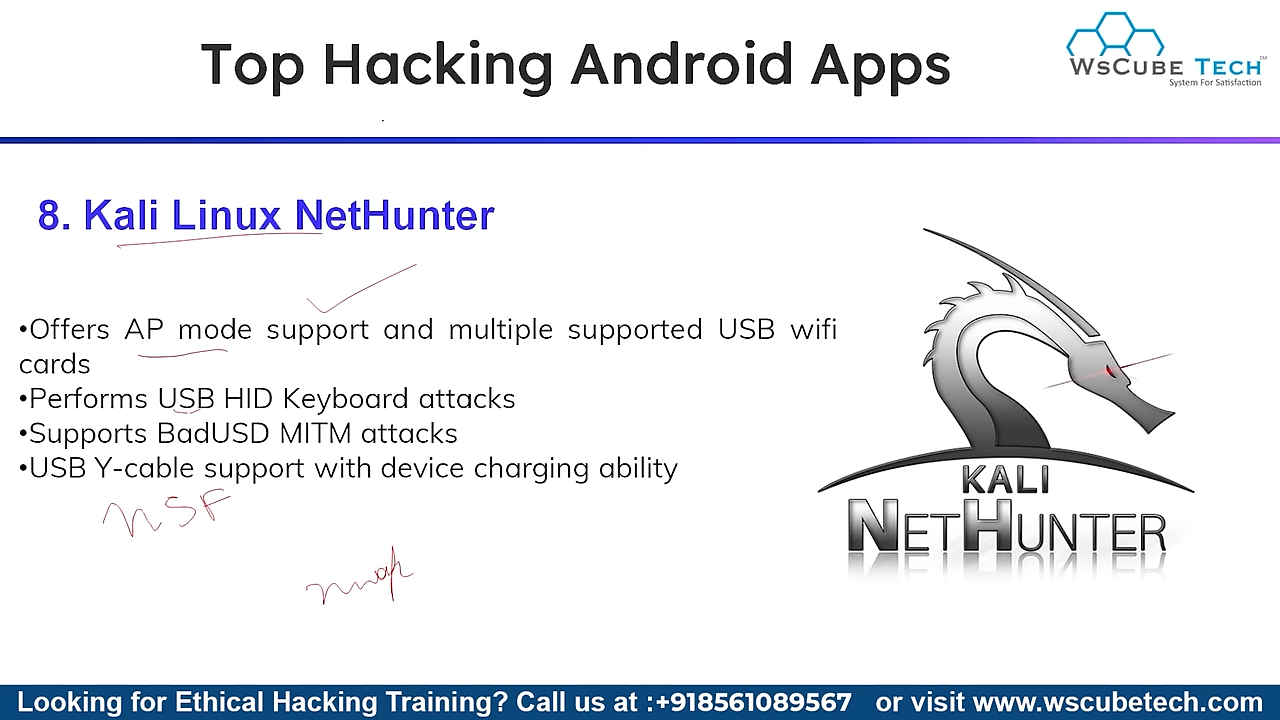 Top Hacking Android Apps
WsCube Tech™
System For Satisfaction
8. Kali Linux NetHunter
•Offers AP mode support and multiple supported USB wifi
cards
•Performs USB HID Keyboard attacks
•Supports BadUSD MITM attacks
•USB Y-cable support with device charging ability
nmap
KALI
NETHUNTER
Looking for Ethical Hacking Training? Call us at :+918561089567 or visit www.wscubetech.com